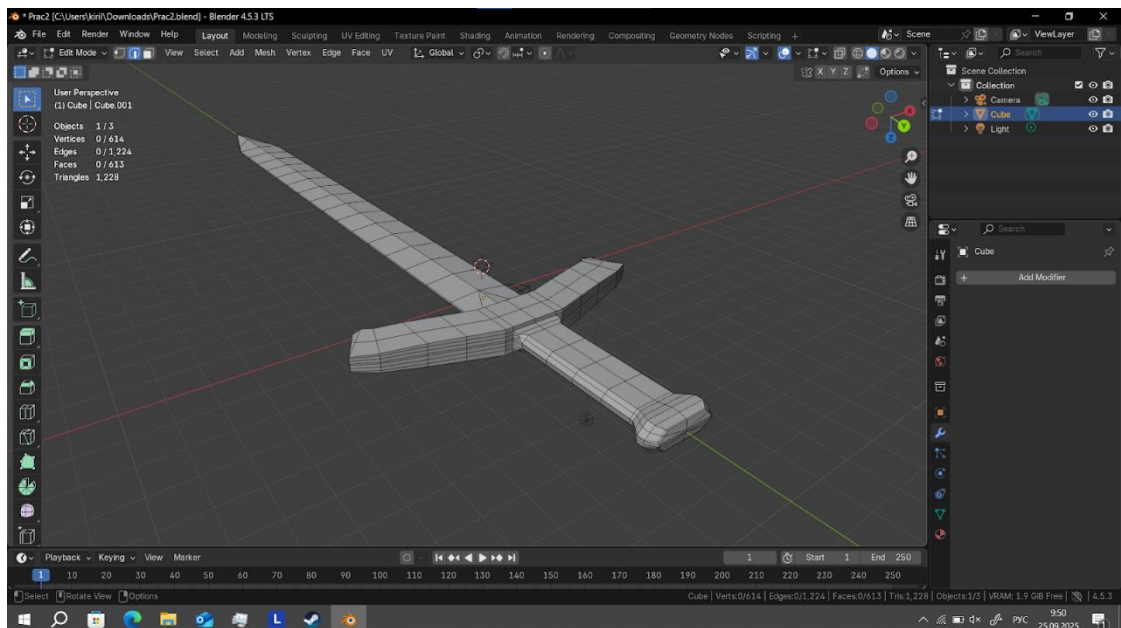 * Prac2 [C:\Users\kiril\Downloads\Prac2.blend] - Blender 4.5.3 LTS
File Edit Render Window Help Layout Modeling Sculpting UV Editing Texture Paint Shading Animation Rendering Compositing Geometry Nodes Scripting + Scene ViewLayer
Edit Mode View Select Add Mesh Vertex Edge Face UV Global Search
X Y Z Options
Scene Collection
Collection
Camera
Cube
Light
User Perspective
(1) Cube | Cube.001
Objects 1/3
Vertices 0/614
Edges 0/1,224
Faces 0/613
Triangles 1,228
X
Y
Z
Search
Cube
+ Add Modifier
Playback Keying View Marker 1 Start 1 End 250
1 10 20 30 40 50 60 70 80 90 100 110 120 130 140 150 160 170 180 190 200 210 220 230 240 250
Select Rotate View Options Cube | Verts:0/614 | Edges:0/1,224 | Faces:0/613 | Tris:1,228 | Objects:1/3 | VRAM: 1.9 GiB Free | 4.5.3
L РУС 9:50
25.09.2025